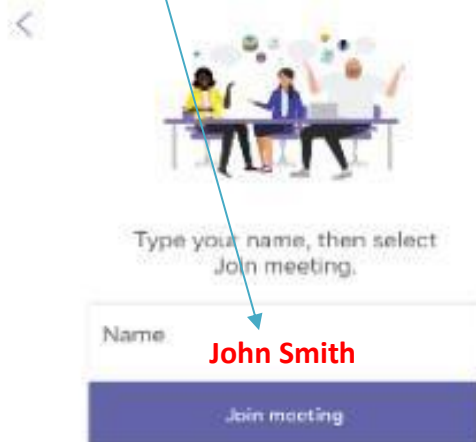 Type your name, then select
Join meeting.
Name
John Smith
Join meeting